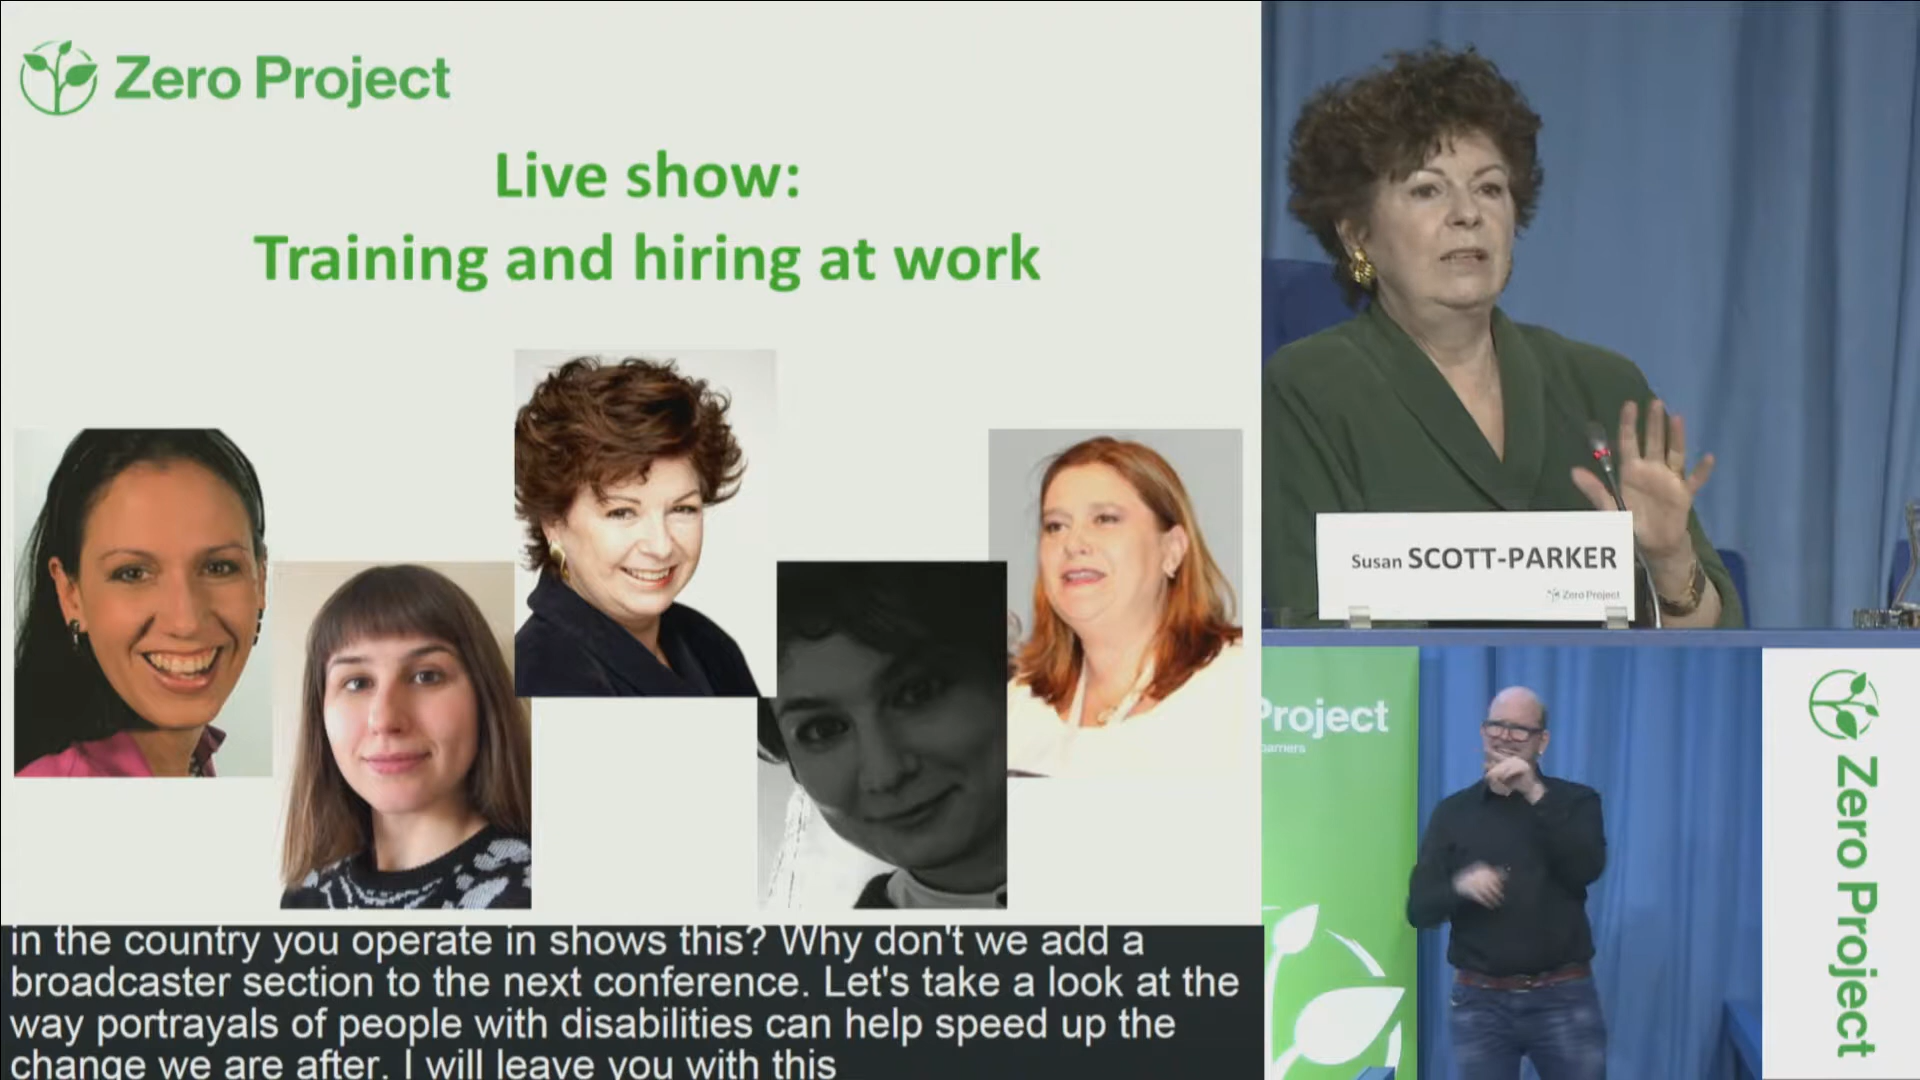 Zero Project
Live show:
Training and hiring at work
in the country you operate in shows this? Why don't we add a
broadcaster section to the next conference. Let's take a look at the
way portrayals of people with disabilities can help speed up the
change we are after. I will leave you with this
Susan SCOTT-PARKER
Zero Project
Project
barriers
Zero Project